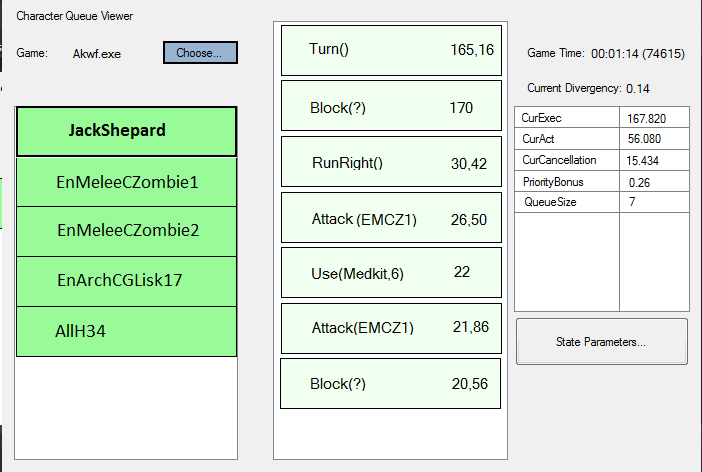 Character Queue Viewer
Game: Akwf.exe Choose...
JackShepard
EnMeleeCZombie1
EnMeleeCZombie2
EnArchCGLisk17
AllH34
Turn() 165,16
Block(?) 170
RunRight() 30,42
Attack (EMCZ1) 26,50
Use(Medkit,6) 22
Attack(EMCZ1) 21,86
Block(?) 20,56
Game Time: 00:01:14 (74615)
Current Divergency: 0.14
CurExec 167.820
CurAct 56.080
CurCancellation 15.434
PriorityBonus 0.26
QueueSize 7
State Parameters...